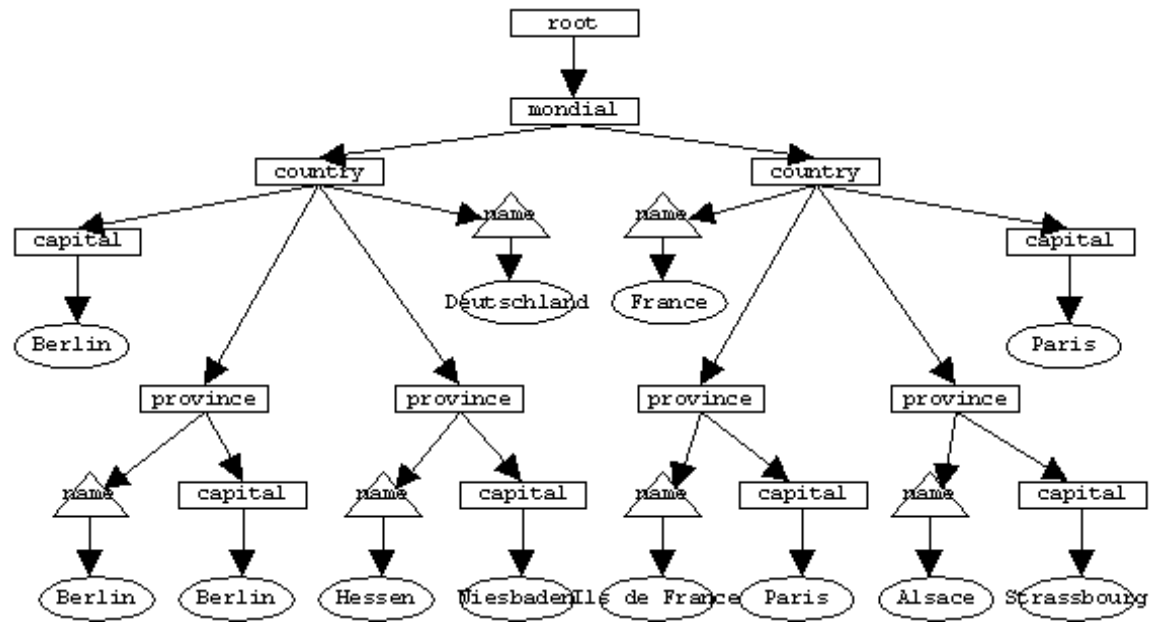 root
mondial
country country
name name
capital capital
Deutschland France
Berlin Paris
province province province province
name capital name capital name capital name capital
Berlin Berlin Hessen Wiesbaden Ils de France Paris Alsace Strassbourg